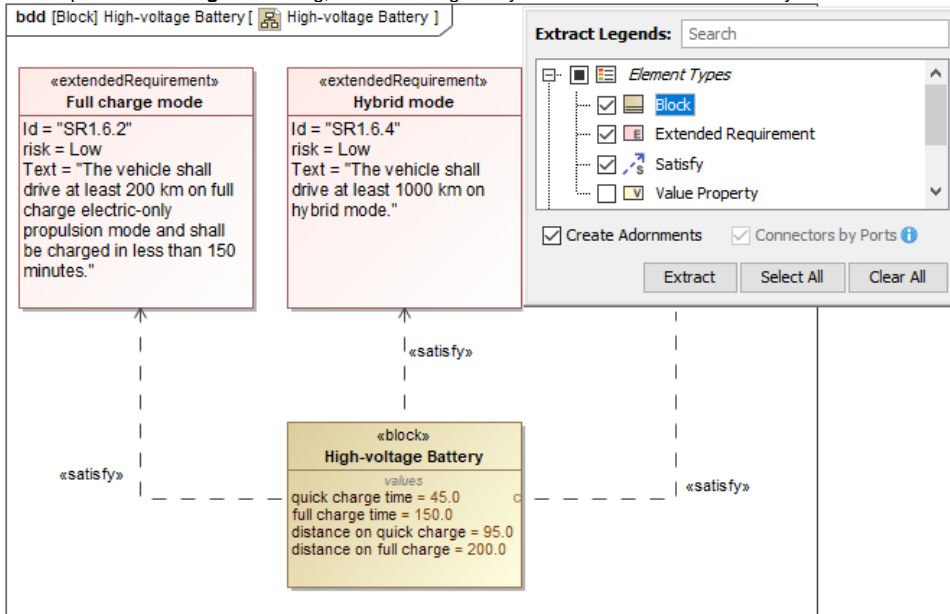 bdd [Block] High-voltage Battery [ High-voltage Battery ]
«extendedRequirement»
Full charge mode
Id = "SR1.6.2"
risk = Low
Text = "The vehicle shall
drive at least 200 km on full
charge electric-only
propulsion mode and shall
be charged in less than 150
minutes."
«extendedRequirement»
Hybrid mode
Id = "SR1.6.4"
risk = Low
Text = "The vehicle shall
drive at least 1000 km on
hybrid mode."
Extract Legends: Search
Element Types
Block
E Extended Requirement
S Satisfy
V Value Property
Create Adornments Connectors by Ports
Extract Select All Clear All
«satisfy»
«satisfy»
«satisfy»
«block»
High-voltage Battery
values
quick charge time = 45.0
full charge time = 150.0
distance on quick charge = 95.0
distance on full charge = 200.0